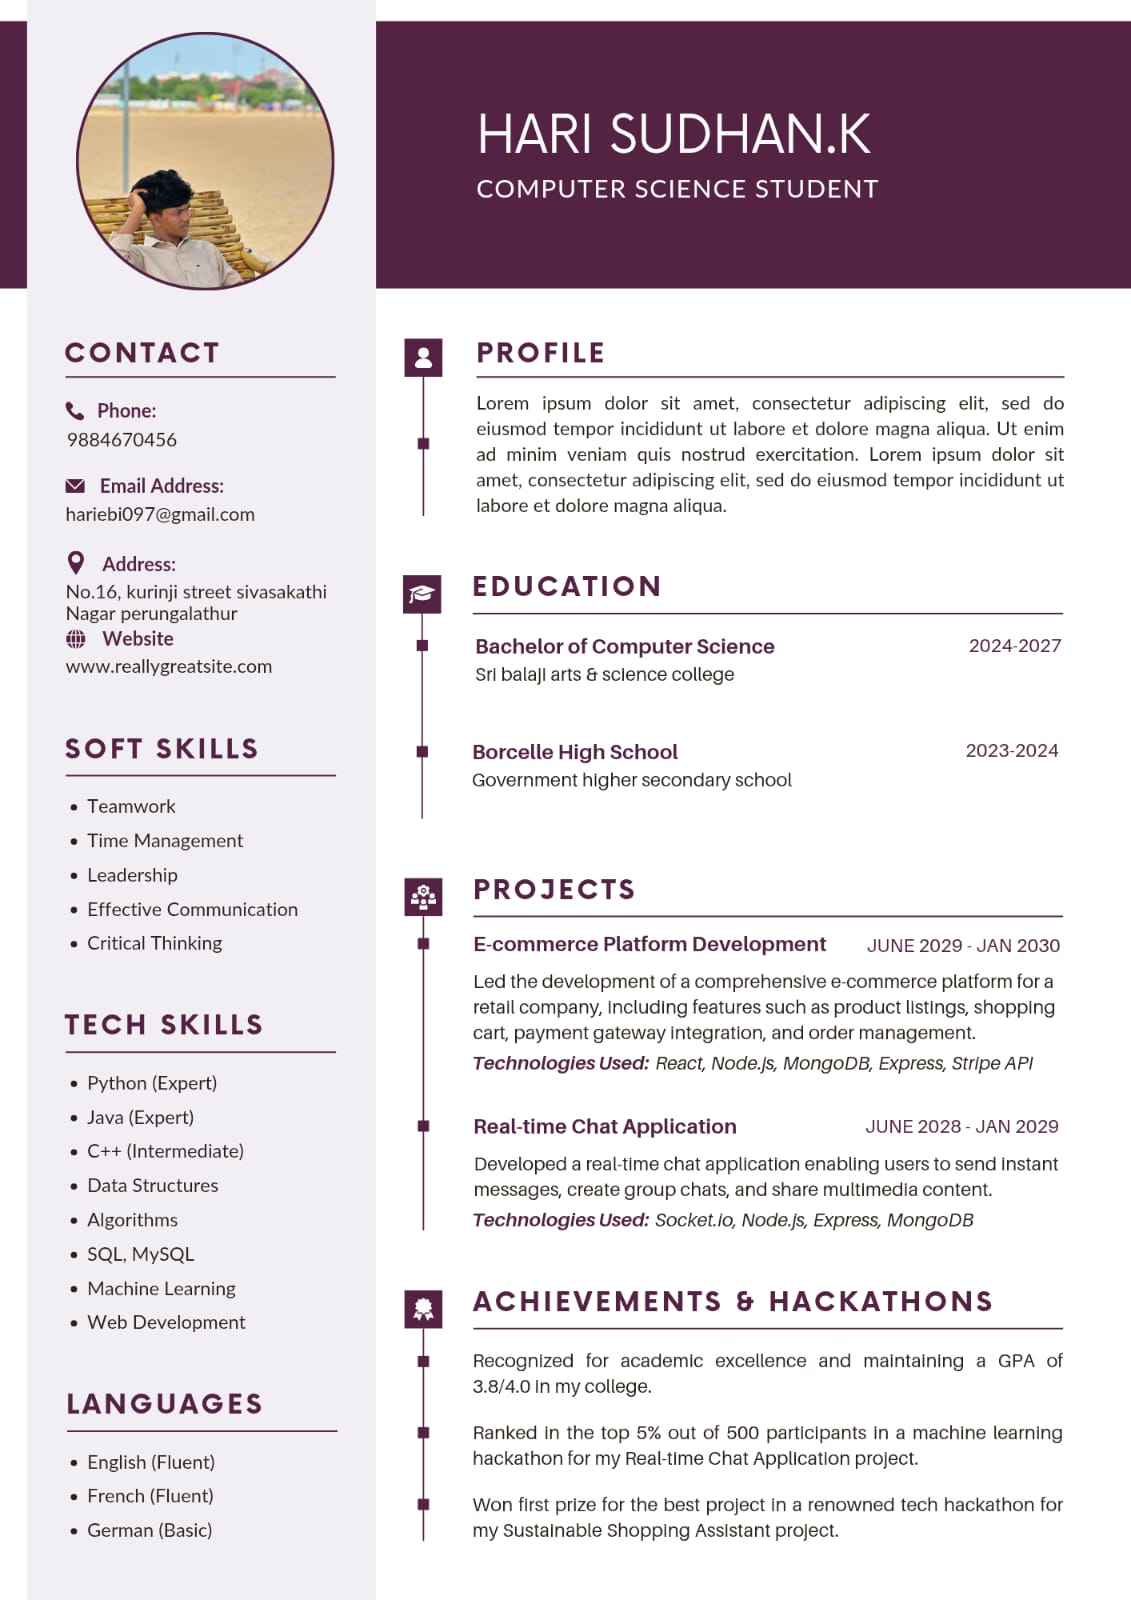 HARI SUDHAN.K
COMPUTER SCIENCE STUDENT
CONTACT
Phone:
9884670456
Email Address:
hariebi097@gmail.com
Address:
No.16, kurinji street sivasakathi
Nagar perungalathur
Website
www.reallygreatsite.com
SOFT SKILLS
• Teamwork
• Time Management
• Leadership
• Effective Communication
• Critical Thinking
TECH SKILLS
• Python (Expert)
• Java (Expert)
• C++ (Intermediate)
• Data Structures
• Algorithms
• SQL, MySQL
• Machine Learning
• Web Development
LANGUAGES
• English (Fluent)
• French (Fluent)
• German (Basic)
PROFILE
Lorem ipsum dolor sit amet, consectetur adipiscing elit, sed do
eiusmod tempor incididunt ut labore et dolore magna aliqua. Ut enim
ad minim veniam quis nostrud exercitation. Lorem ipsum dolor sit
amet, consectetur adipiscing elit, sed do eiusmod tempor incididunt ut
labore et dolore magna aliqua.
EDUCATION
Bachelor of Computer Science 2024-2027
Sri balaji arts & science college
Borcelle High School 2023-2024
Government higher secondary school
PROJECTS
E-commerce Platform Development JUNE 2029 - JAN 2030
Led the development of a comprehensive e-commerce platform for a
retail company, including features such as product listings, shopping
cart, payment gateway integration, and order management.
Technologies Used: React, Node.js, MongoDB, Express, Stripe API
Real-time Chat Application JUNE 2028 - JAN 2029
Developed a real-time chat application enabling users to send instant
messages, create group chats, and share multimedia content.
Technologies Used: Socket.io, Node.js, Express, MongoDB
ACHIEVEMENTS & HACKATHONS
Recognized for academic excellence and maintaining a GPA of
3.8/4.0 in my college.
Ranked in the top 5% out of 500 participants in a machine learning
hackathon for my Real-time Chat Application project.
Won first prize for the best project in a renowned tech hackathon for
my Sustainable Shopping Assistant project.